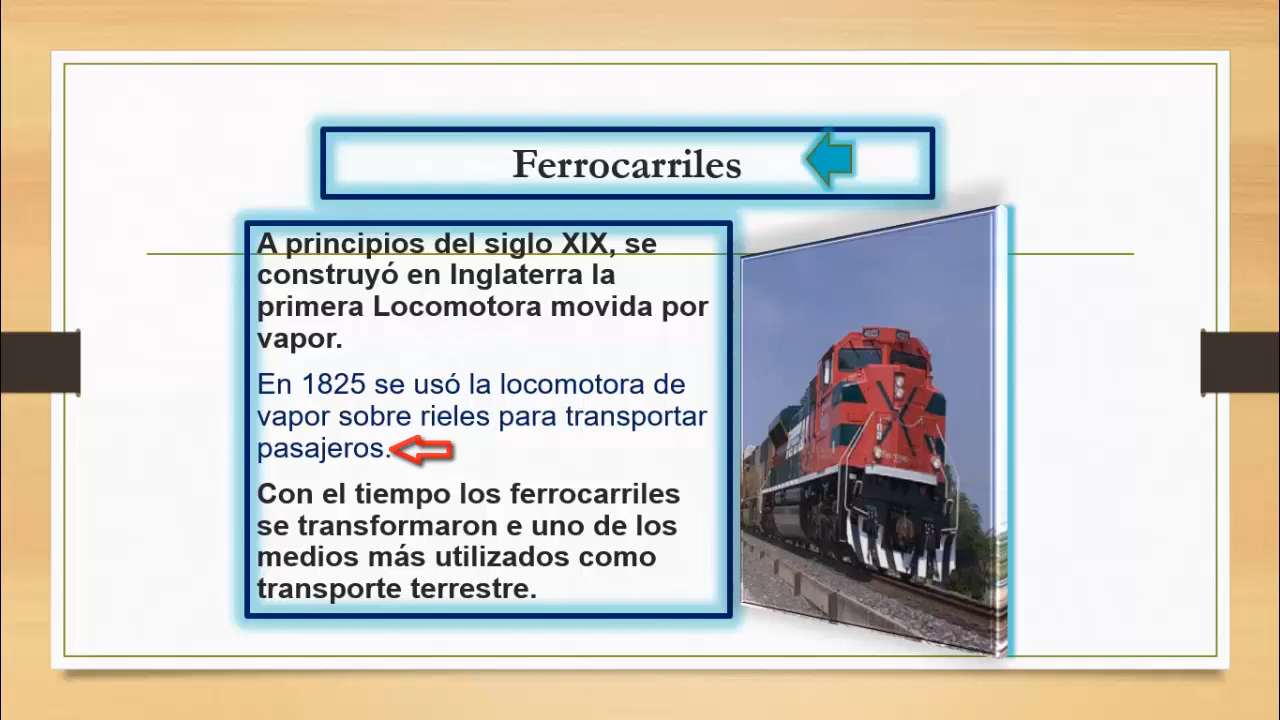 Ferrocarriles
A principios del siglo XIX, se
construyó en Inglaterra la
primera Locomotora movida por
vapor.
En 1825 se usó la locomotora de
vapor sobre rieles para transportar
pasajeros.
Con el tiempo los ferrocarriles
se transformaron e uno de los
medios más utilizados como
transporte terrestre.